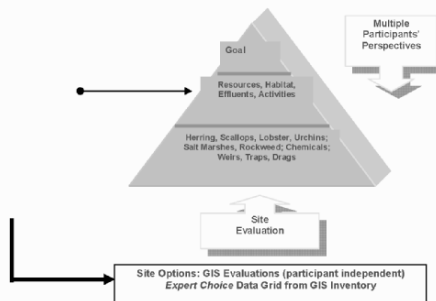 Multiple
Participants'
Perspectives
Goal
Resources, Habitat,
Effluents, Activities
Herring, Scallops, Lobster, Urchins;
Salt Marshes, Rockweed; Chemicals;
Weirs, Traps, Drags
Site
Evaluation
Site Options: GIS Evaluations (participant independent)
Expert Choice Data Grid from GIS Inventory